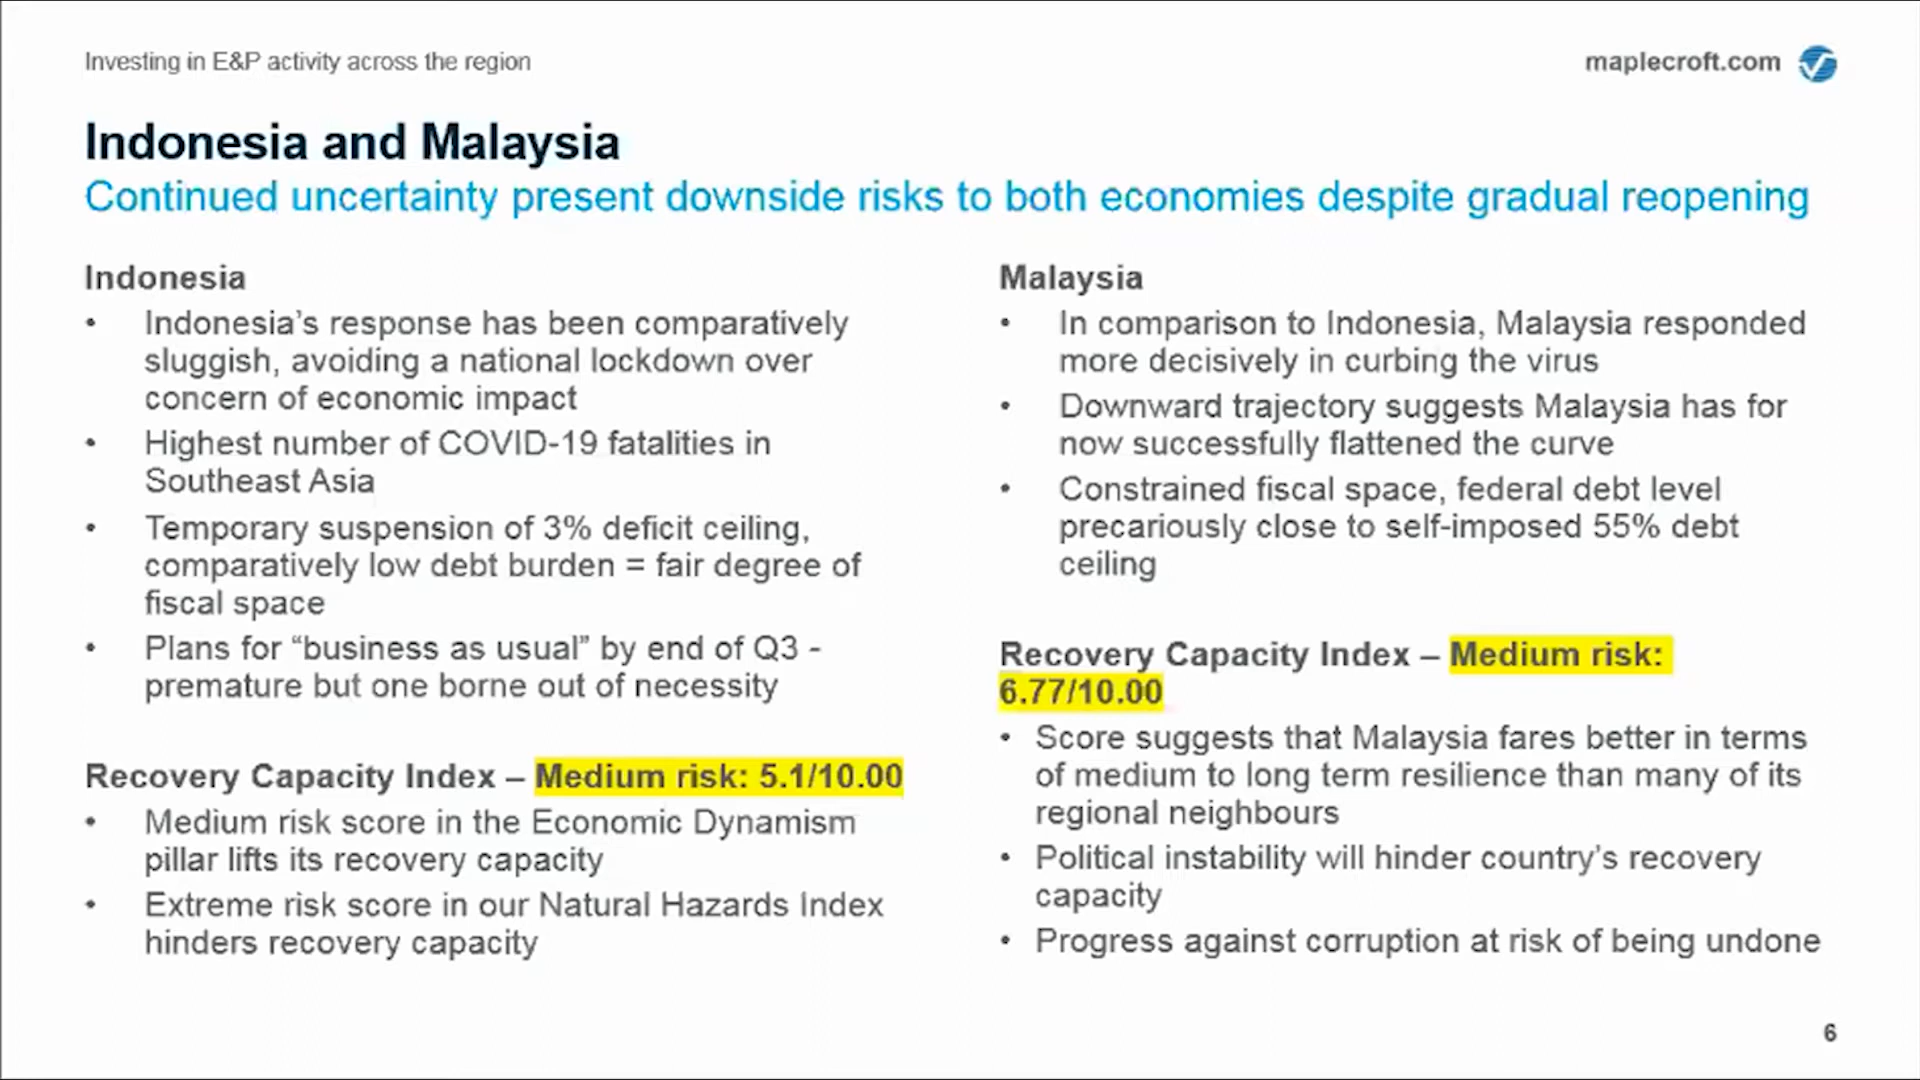 Investing in E&P activity across the region
maplecroft.com
Indonesia and Malaysia
Continued uncertainty present downside risks to both economies despite gradual reopening
Indonesia
• Indonesia’s response has been comparatively
sluggish, avoiding a national lockdown over
concern of economic impact
• Highest number of COVID-19 fatalities in
Southeast Asia
• Temporary suspension of 3% deficit ceiling,
comparatively low debt burden = fair degree of
fiscal space
• Plans for “business as usual” by end of Q3 -
premature but one borne out of necessity
Recovery Capacity Index – Medium risk: 5.1/10.00
• Medium risk score in the Economic Dynamism
pillar lifts its recovery capacity
• Extreme risk score in our Natural Hazards Index
hinders recovery capacity
Malaysia
• In comparison to Indonesia, Malaysia responded
more decisively in curbing the virus
• Downward trajectory suggests Malaysia has for
now successfully flattened the curve
• Constrained fiscal space, federal debt level
precariously close to self-imposed 55% debt
ceiling
Recovery Capacity Index – Medium risk:
6.77/10.00
• Score suggests that Malaysia fares better in terms
of medium to long term resilience than many of its
regional neighbours
• Political instability will hinder country’s recovery
capacity
• Progress against corruption at risk of being undone
6